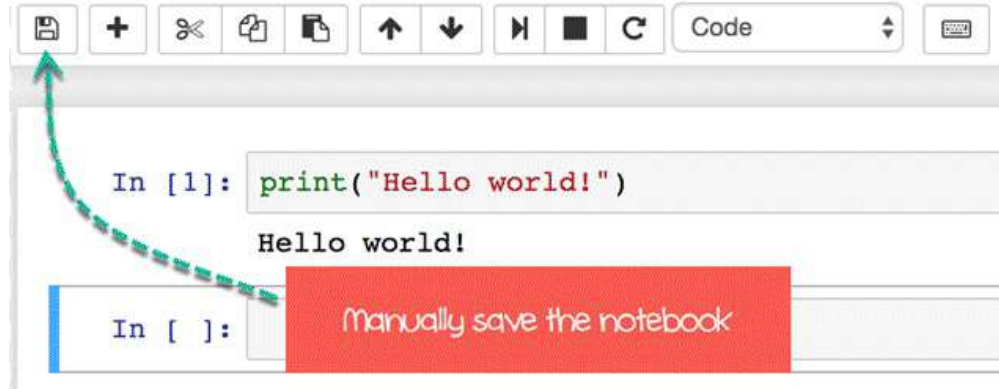 Code
In [1]: print("Hello world!")
Hello world!
In [ ]:
Manually save the notebook